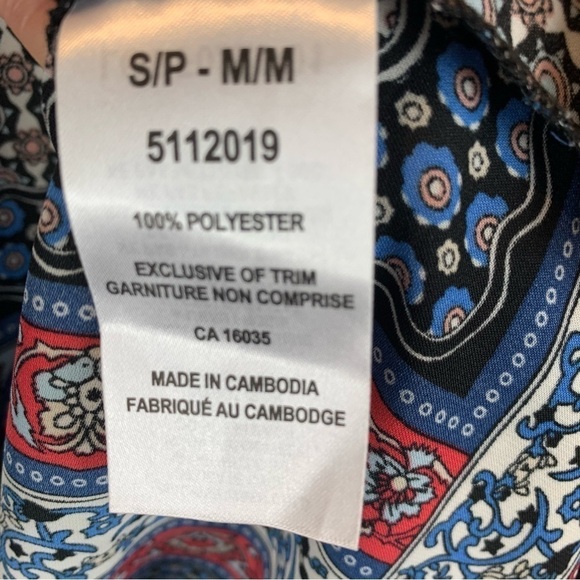 S/P - M/M
5112019
100% POLYESTER
EXCLUSIVE OF TRIM
GARNITURE NON COMPRISE
CA 16035
MADE IN CAMBODIA
FABRIQUÉ AU CAMBODGE